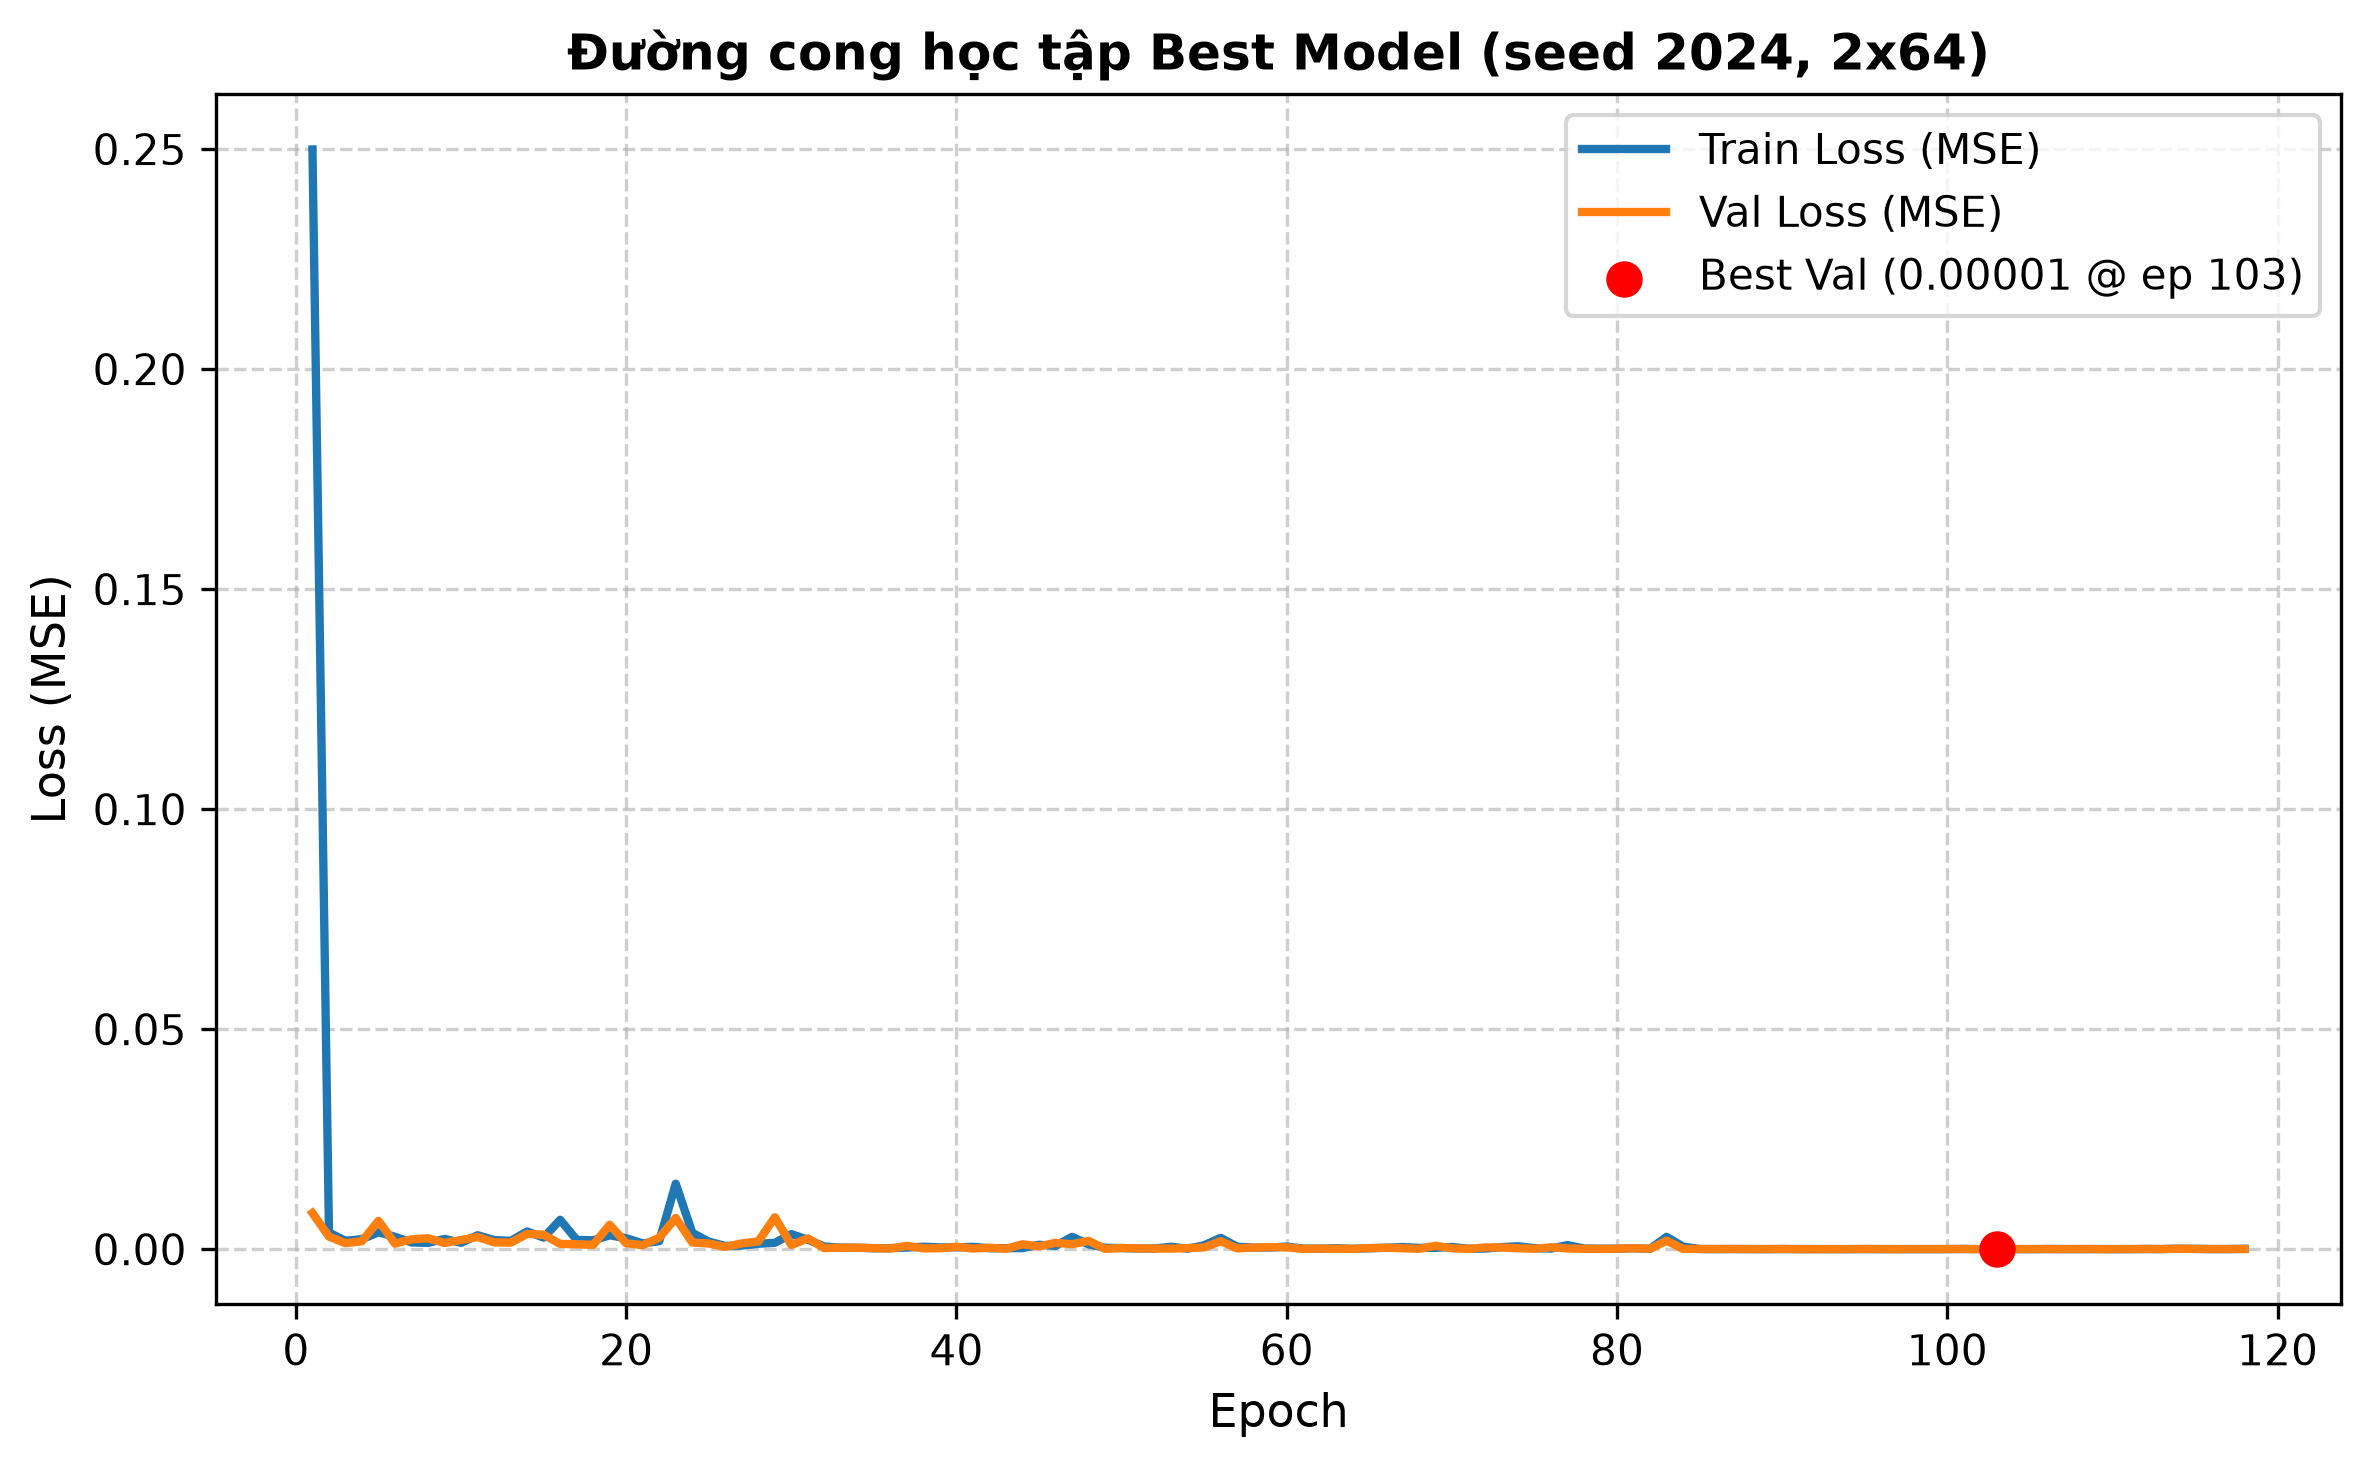 Đường cong học tập Best Model (seed 2024, 2x64)
Train Loss (MSE)
Val Loss (MSE)
Best Val (0.00001 @ ep 103)
Loss (MSE)
0.25
0.20
0.15
0.10
0.05
0.00
0 20 40 60 80 100 120
Epoch